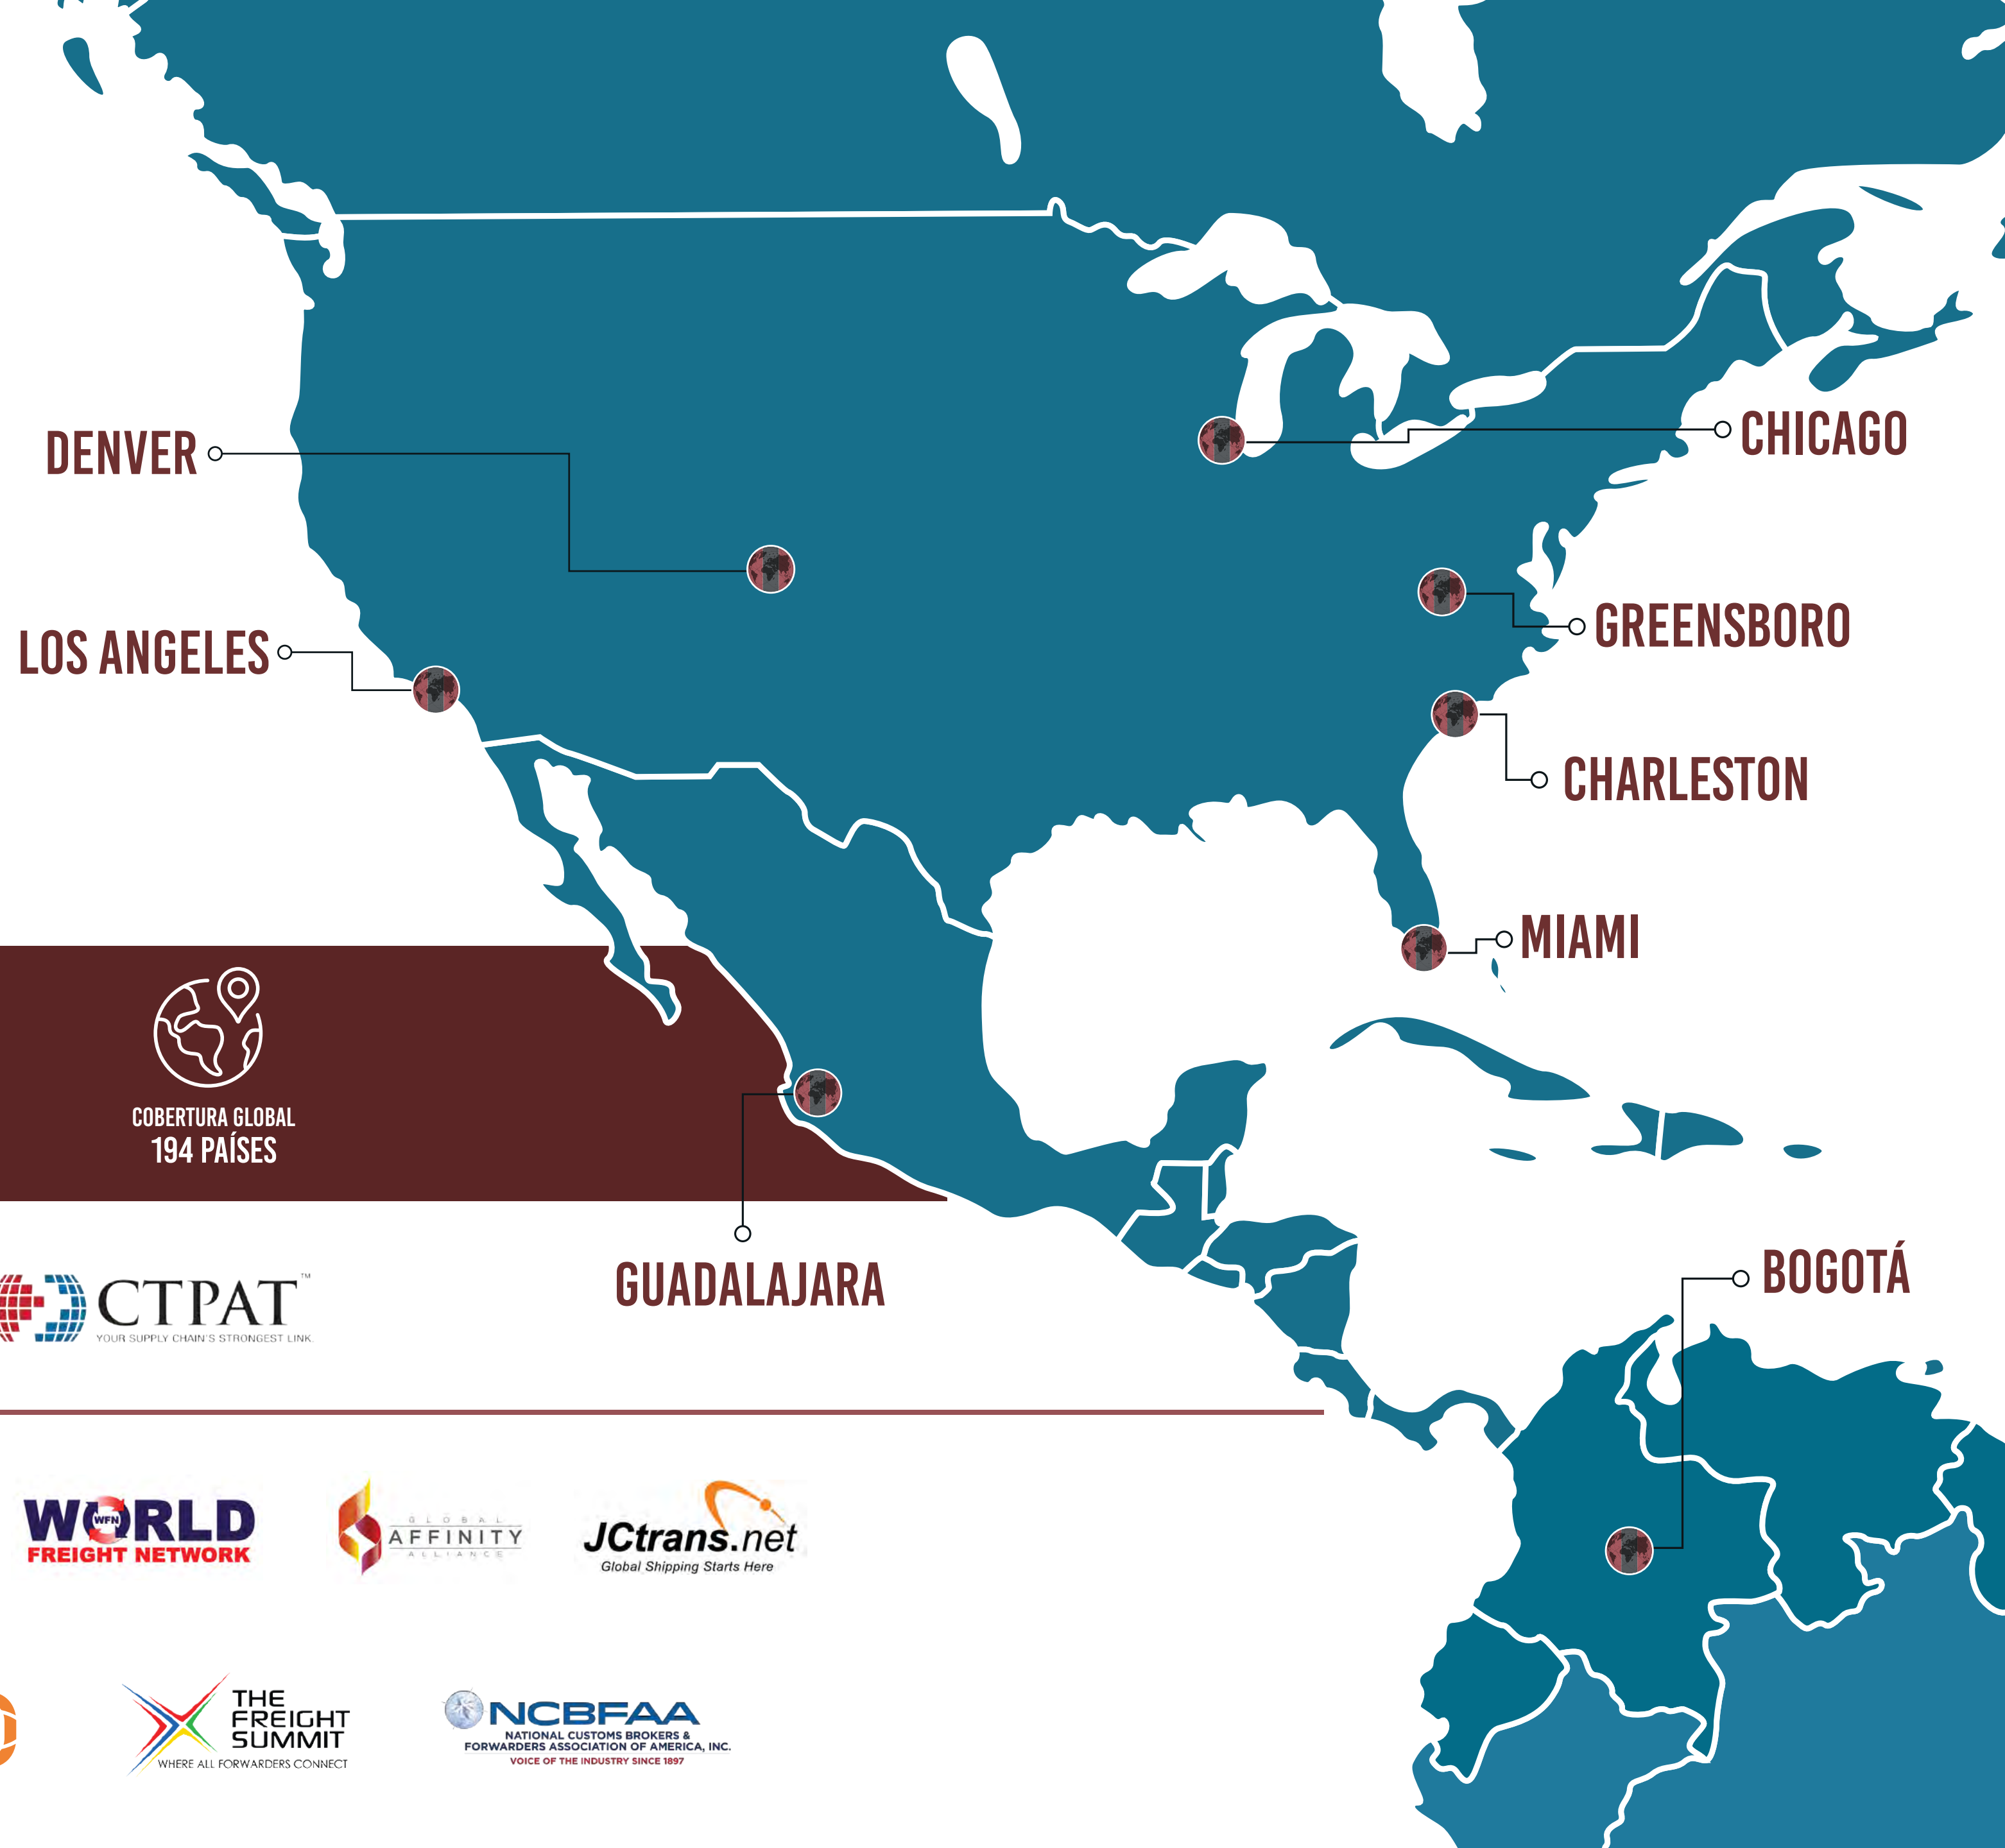 DENVER
CHICAGO
LOS ANGELES
GREENSBORO
CHARLESTON
MIAMI
COBERTURA GLOBAL
194 PAÍSES
GUADALAJARA
BOGOTÁ
CTPAT™
YOUR SUPPLY CHAIN'S STRONGEST LINK.
WORLD
WFN
FREIGHT NETWORK
GLOBAL
AFFINITY
ALLIANCE
JCtrans.net
Global Shipping Starts Here
THE
FREIGHT
SUMMIT
WHERE ALL FORWARDERS CONNECT
NCBFAA
NATIONAL CUSTOMS BROKERS &
FORWARDERS ASSOCIATION OF AMERICA, INC.
VOICE OF THE INDUSTRY SINCE 1897